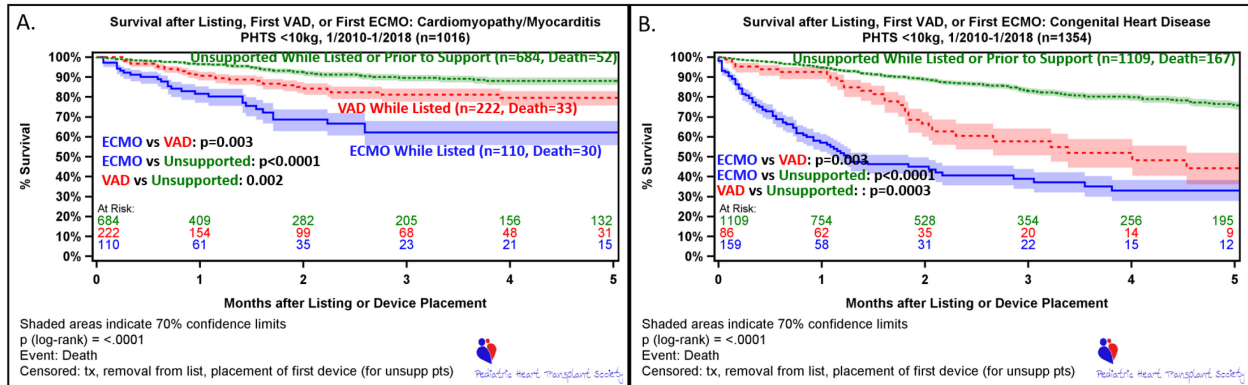 A.
Survival after Listing, First VAD, or First ECMO: Cardiomyopathy/Myocarditis
PHTS <10kg, 1/2010-1/2018 (n=1016)
100%
90%
80%
70%
60%
50%
40%
30%
20%
10%
0%
% Survival
Unsupported While Listed or Prior to Support (n=684, Death=52)
VAD While Listed (n=222, Death=33)
ECMO While Listed (n=110, Death=30)
ECMO vs VAD: p=0.003
ECMO vs Unsupported: p<0.0001
VAD vs Unsupported: 0.002
At Risk:
684 409 282 205 156 132
222 154 99 68 48 31
110 61 35 23 21 15
0 1 2 3 4 5
Months after Listing or Device Placement
Shaded areas indicate 70% confidence limits
p (log-rank) = <.0001
Event: Death
Censored: tx, removal from list, placement of first device (for unsupp pts)
Pediatric Heart Transplant Society
B.
Survival after Listing, First VAD, or First ECMO: Congenital Heart Disease
PHTS <10kg, 1/2010-1/2018 (n=1354)
100%
90%
80%
70%
60%
50%
40%
30%
20%
10%
0%
% Survival
Unsupported While Listed or Prior to Support (n=1109, Death=167)
ECMO vs VAD: p=0.003
ECMO vs Unsupported: p<0.0001
VAD vs Unsupported: : p=0.0003
At Risk:
1109 754 528 354 256 195
86 62 35 20 14 9
159 58 31 22 15 12
0 1 2 3 4 5
Months after Listing or Device Placement
Shaded areas indicate 70% confidence limits
p (log-rank) = <.0001
Event: Death
Censored: tx, removal from list, placement of first device (for unsupp pts)
Pediatric Heart Transplant Society